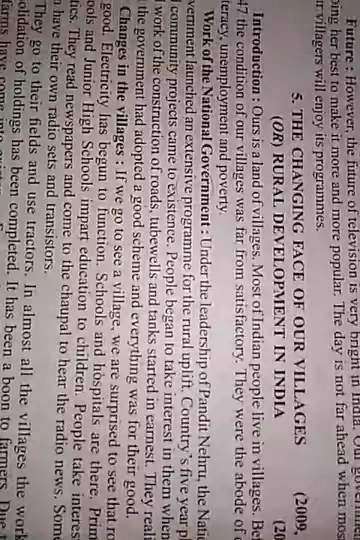 Future : However, the future of television is very bright
ing her best to make it more and more popular. The day is not far ahead when most
r villagers will enjoy its programmes.
5. THE CHANGING FACE OF OUR VILLAGES (2009,
(OR) RURAL DEVELOPMENT IN INDIA (20
Introduction : Ours is a land of villages. Most of Indian people live in villages. Bef
47 the condition of our villages was far from satisfactory. They were the abode of
teracy, unemployment and poverty.
Work of the National Government : Under the leadership of Pandit Nehru, the Natio
vernment launched an extensive programme for the rural uplift. Country's five year pl
community projects came to existence. People began to take interest in them when
work of the construction of roads, tubewells and tanks started in earnest. They reali
the government had adopted a good scheme and everything was for their good.
Changes in the villages : If we go to see a village, we are surprised to see that ro
good. Electricity has begun to function. Schools and hospitals are there. Prim
ools and Junior High Schools impart education to children. People take interes
ties. They read newspapers and come to the chaupal to hear the radio news. Some
have their own radio sets and transistors.
They go to their fields and use tractors. In almost all the villages the work
olidation of holdings has been completed. It has been a boon to farmers. Due t
farms have